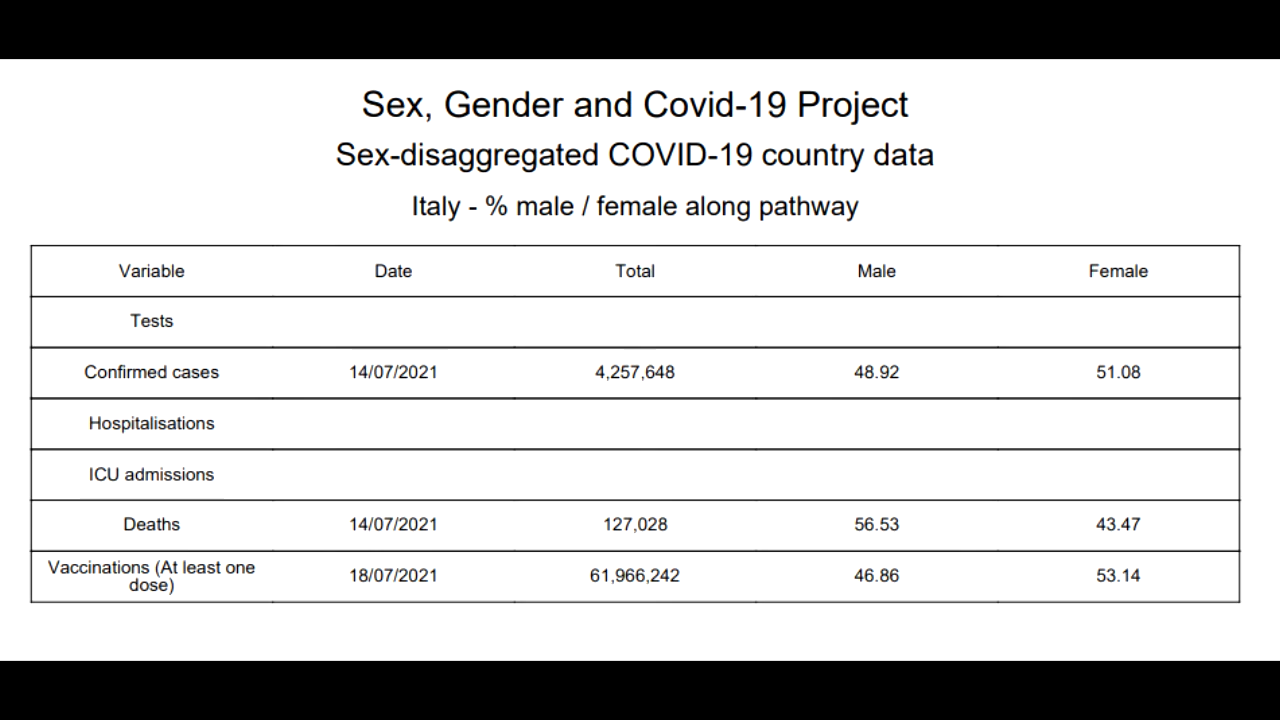 Sex, Gender and Covid-19 Project
Sex-disaggregated COVID-19 country data
Italy - % male / female along pathway
Variable Date Total Male Female
Tests
Confirmed cases 14/07/2021 4,257,648 48.92 51.08
Hospitalisations
ICU admissions
Deaths 14/07/2021 127,028 56.53 43.47
Vaccinations (At least one
dose) 18/07/2021 61,966,242 46.86 53.14